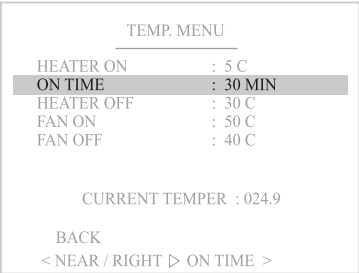 TEMP. MENU
HEATER ON : 5 C
ON TIME : 30 MIN
HEATER OFF : 30 C
FAN ON : 50 C
FAN OFF : 40 C
CURRENT TEMPER : 024.9
BACK
< NEAR / RIGHT ▷ ON TIME >